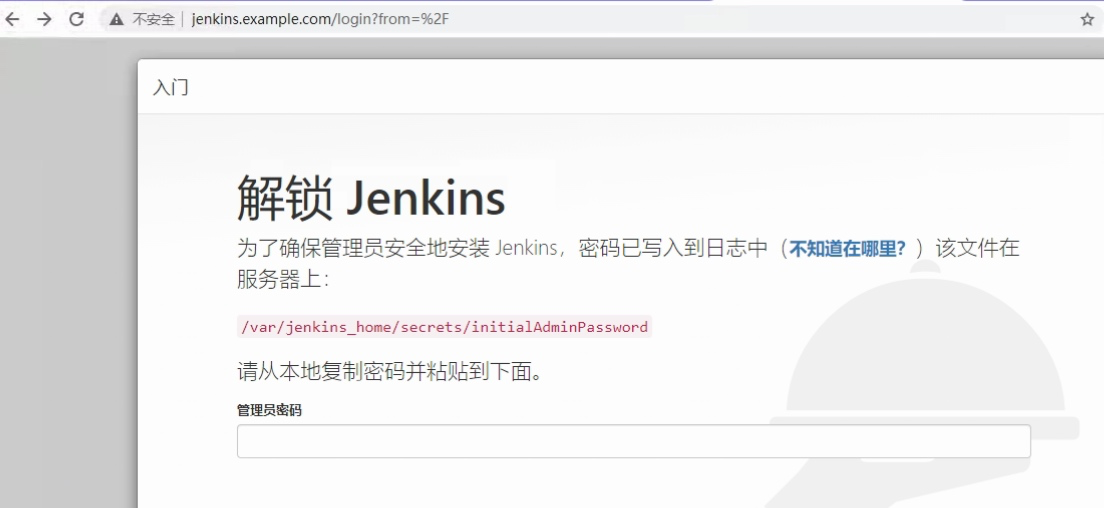 不安全 | jenkins.example.com/login?from=%2F
入门
解锁 Jenkins
为了确保管理员安全地安装 Jenkins，密码已写入到日志中（不知道在哪里？）该文件在
服务器上：
/var/jenkins_home/secrets/initialAdminPassword
请从本地复制密码并粘贴到下面。
管理员密码